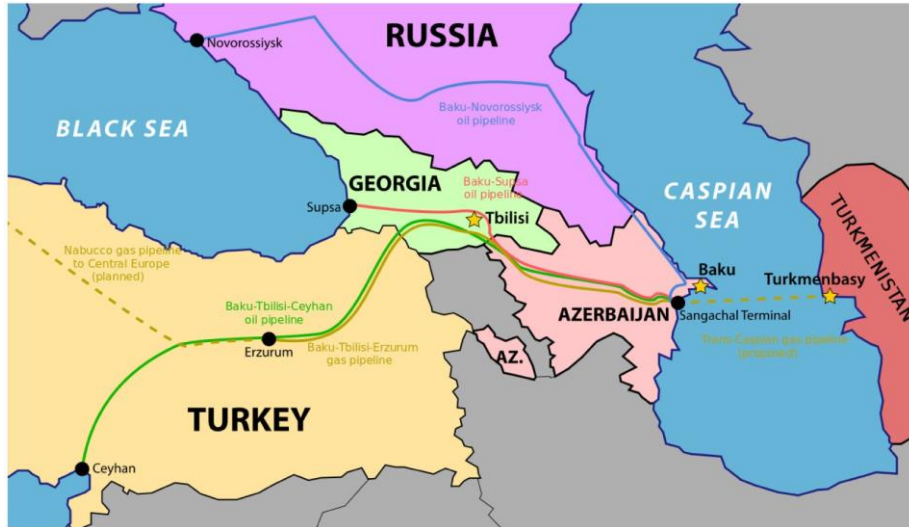 RUSSIA
Novorossiysk
Baku-Novorossiysk
oil pipeline
BLACK SEA
GEORGIA
Baku-Supsa
oil pipeline
Supsa
Tbilisi
CASPIAN
SEA
TURKMENISTAN
Nabucco gas pipeline
to Central Europe
(planned)
Baku
Turkmenbasy
Baku-Tbilisi-Ceyhan
oil pipeline
AZERBAIJAN
Sangachal Terminal
Erzurum
Baku-Tbilisi-Erzurum
gas pipeline
Trans-Caspian gas pipeline
(proposed)
AZ.
TURKEY
Ceyhan